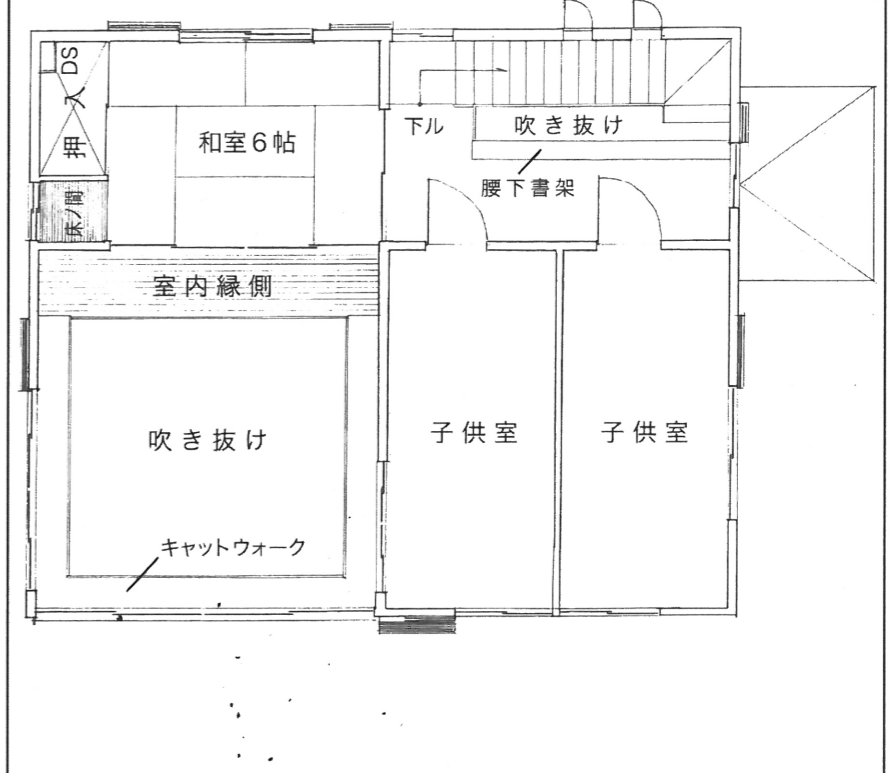 DS
押入
和室6帖
下ル
吹き抜け
腰下書架
床ノ間
室内縁側
吹き抜け
子供室
子供室
キャットウォーク